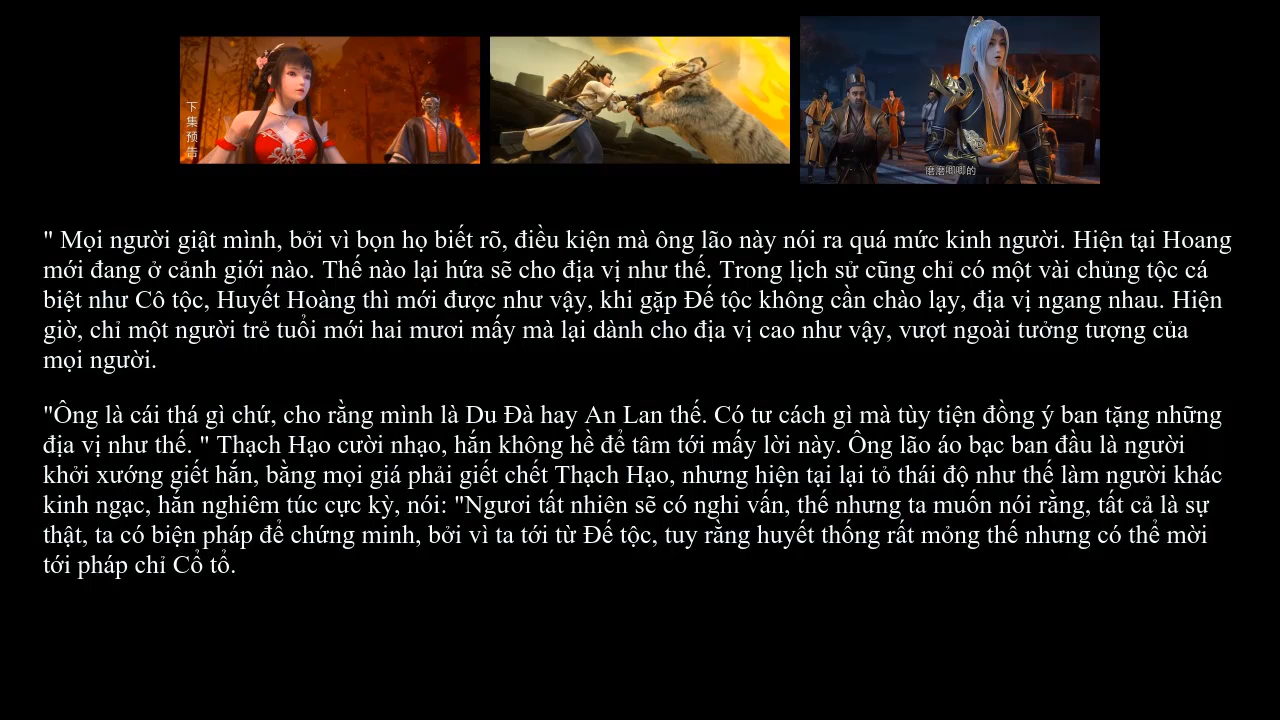 下集预告
磨磨唧唧的
" Mọi người giật mình, bởi vì bọn họ biết rõ, điều kiện mà ông lão này nói ra quá mức kinh người. Hiện tại Hoang
mới đang ở cảnh giới nào. Thế nào lại hứa sẽ cho địa vị như thế. Trong lịch sử cũng chỉ có một vài chủng tộc cá
biệt như Cô tộc, Huyết Hoàng thì mới được như vậy, khi gặp Đế tộc không cần chào lạy, địa vị ngang nhau. Hiện
giờ, chỉ một người trẻ tuổi mới hai mươi mấy mà lại dành cho địa vị cao như vậy, vượt ngoài tưởng tượng của
mọi người.
"Ông là cái thá gì chứ, cho rằng mình là Du Đà hay An Lan thế. Có tư cách gì mà tùy tiện đồng ý ban tặng những
địa vị như thế. " Thạch Hạo cười nhạo, hắn không hề để tâm tới mấy lời này. Ông lão áo bạc ban đầu là người
khởi xướng giết hắn, bằng mọi giá phải giết chết Thạch Hạo, nhưng hiện tại lại tỏ thái độ như thế làm người khác
kinh ngạc, hắn nghiêm túc cực kỳ, nói: "Ngươi tất nhiên sẽ có nghi vấn, thế nhưng ta muốn nói rằng, tất cả là sự
thật, ta có biện pháp để chứng minh, bởi vì ta tới từ Đế tộc, tuy rằng huyết thống rất mỏng thế nhưng có thể mời
tới pháp chỉ Cổ tổ.